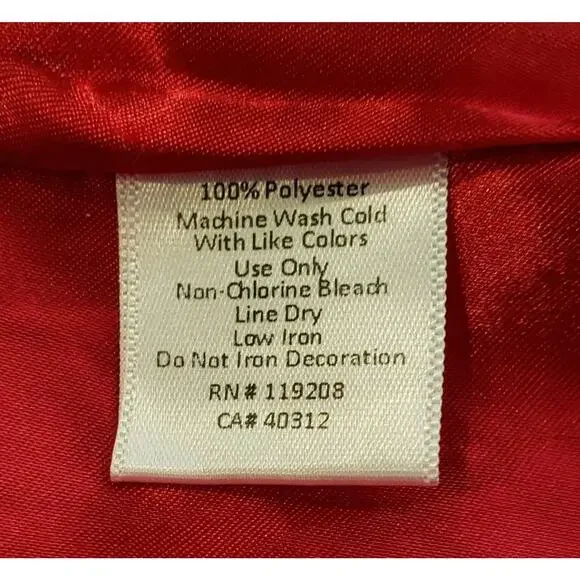 100% Polyester
Machine Wash Cold
With Like Colors
Use Only
Non-Chlorine Bleach
Line Dry
Low Iron
Do Not Iron Decoration
RN# 119208
CA# 40312